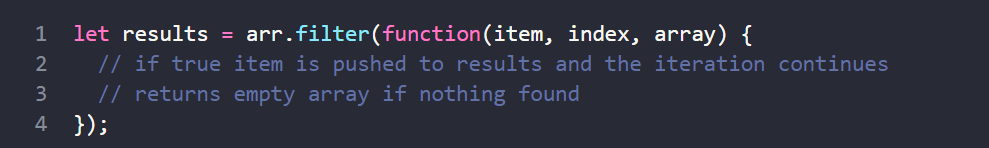 1 let results = arr.filter(function(item, index, array) {
2   // if true item is pushed to results and the iteration continues
3   // returns empty array if nothing found
4 });